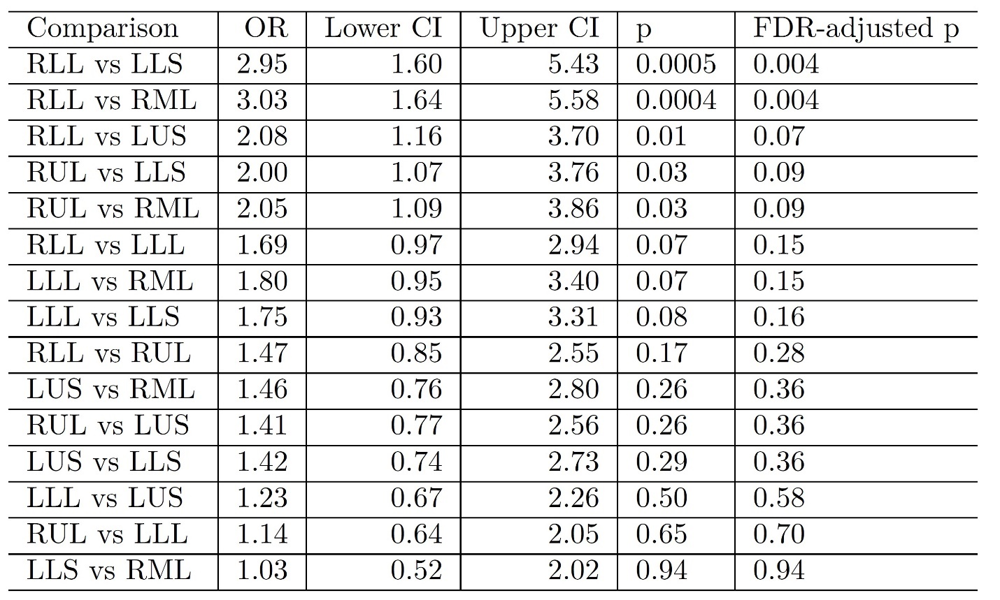 Comparison OR Lower CI Upper CI p FDR-adjusted p
RLL vs LLS 2.95 1.60 5.43 0.0005 0.004
RLL vs RML 3.03 1.64 5.58 0.0004 0.004
RLL vs LUS 2.08 1.16 3.70 0.01 0.07
RUL vs LLS 2.00 1.07 3.76 0.03 0.09
RUL vs RML 2.05 1.09 3.86 0.03 0.09
RLL vs LLL 1.69 0.97 2.94 0.07 0.15
LLL vs RML 1.80 0.95 3.40 0.07 0.15
LLL vs LLS 1.75 0.93 3.31 0.08 0.16
RLL vs RUL 1.47 0.85 2.55 0.17 0.28
LUS vs RML 1.46 0.76 2.80 0.26 0.36
RUL vs LUS 1.41 0.77 2.56 0.26 0.36
LUS vs LLS 1.42 0.74 2.73 0.29 0.36
LLL vs LUS 1.23 0.67 2.26 0.50 0.58
RUL vs LLL 1.14 0.64 2.05 0.65 0.70
LLS vs RML 1.03 0.52 2.02 0.94 0.94